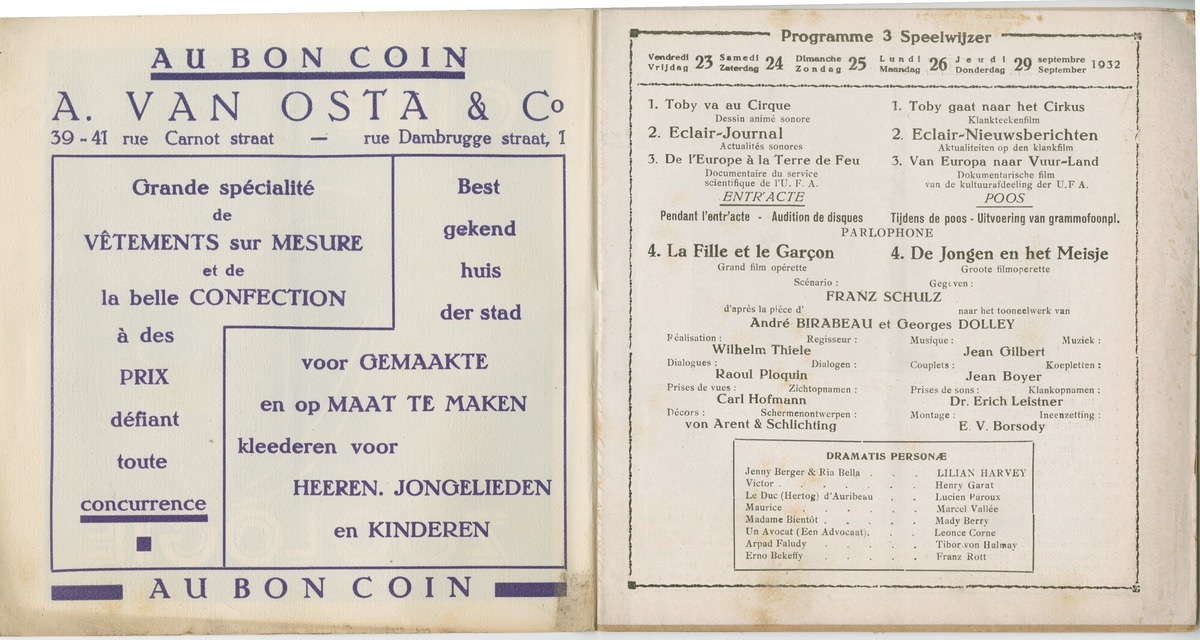 AU BON COIN
A. VAN OSTA & Co
39-41 rue Carnot straat — rue Dambrugge straat, 1
Grande spécialité
de
VÊTEMENTS sur MESURE
et de
la belle CONFECTION
à des
PRIX
défiant
toute
concurrence
Best
gekend
huis
der stad
voor GEMAAKTE
en op MAAT TE MAKEN
kleederen voor
HEEREN. JONGELIEDEN
en KINDEREN
AU BON COIN
Programme 3 Speelwijzer
Vendredi Vrijdag 23 Samedi Zaterdag 24 Dimanche Zondag 25 Lundi Maandag 26 Jeudi Donderdag 29 septembre September 1932
1. Toby va au Cirque
Dessin animé sonore
2. Eclair-Journal
Actualités sonores
3. De l'Europe à la Terre de Feu
Documentaire du service
scientifique de l'U. F. A.
ENTR'ACTE
Pendant l'entr'acte - Audition de disques
1. Toby gaat naar het Cirkus
Klankteekenfilm
2. Eclair-Nieuwsberichten
Aktualiteiten op den klankfilm
3. Van Europa naar Vuur-Land
Dokumentarische film
van de kultuurafdeeling der U.F.A.
POOS
Tijdens de poos - Uitvoering van grammofoonpl.
PARLOPHONE
4. La Fille et le Garçon 4. De Jongen en het Meisje
Grand film opérette Groote filmoperette
Scénario : Gegeven :
FRANZ SCHULZ
d'après la pièce d' naar het tooneelwerk van
André BIRABEAU et Georges DOLLEY
Réalisation : Regisseur : Musique : Muziek :
Wilhelm Thiele Jean Gilbert
Dialogues : Dialogen : Couplets : Koepletten :
Raoul Ploquin Jean Boyer
Prises de vues : Zichtopnamen : Prises de sons : Klankopnamen :
Carl Hofmann Dr. Erich Leistner
Décors : Schermenontwerpen : Montage : Ineenzetting :
von Arent & Schlichting E. V. Borsody
DRAMATIS PERSONÆ
Jenny Berger & Ria Bella . . . LILIAN HARVEY
Victor . . . . . . Henry Garat
Le Duc (Hertog) d'Auribeau . . Lucien Paroux
Maurice . . . . . Marcel Vallée
Madame Bientôt . . . . . Mady Berry
Un Avocat (Een Advocaat). . . Leonce Corne
Arpad Faludy . . . . . Tibor von Halmay
Erno Bekeffy . . . . . Franz Rott